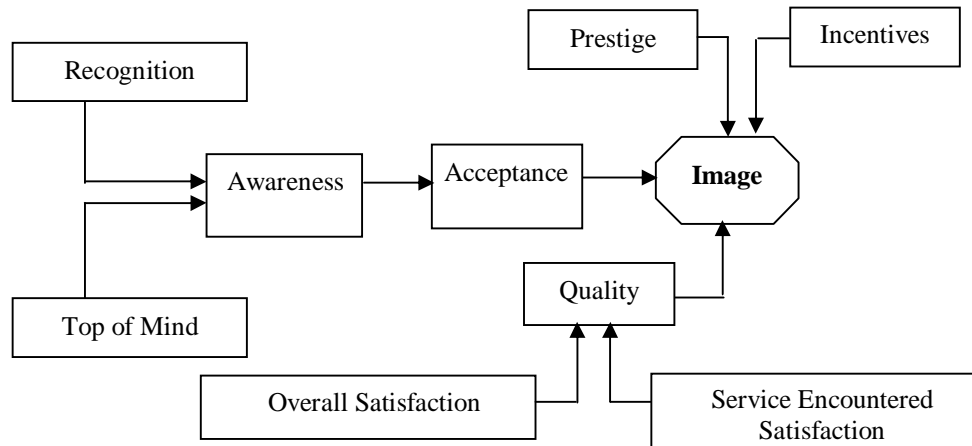 Prestige
Incentives
Recognition
Awareness
Acceptance
Image
Quality
Top of Mind
Overall Satisfaction
Service Encountered
Satisfaction